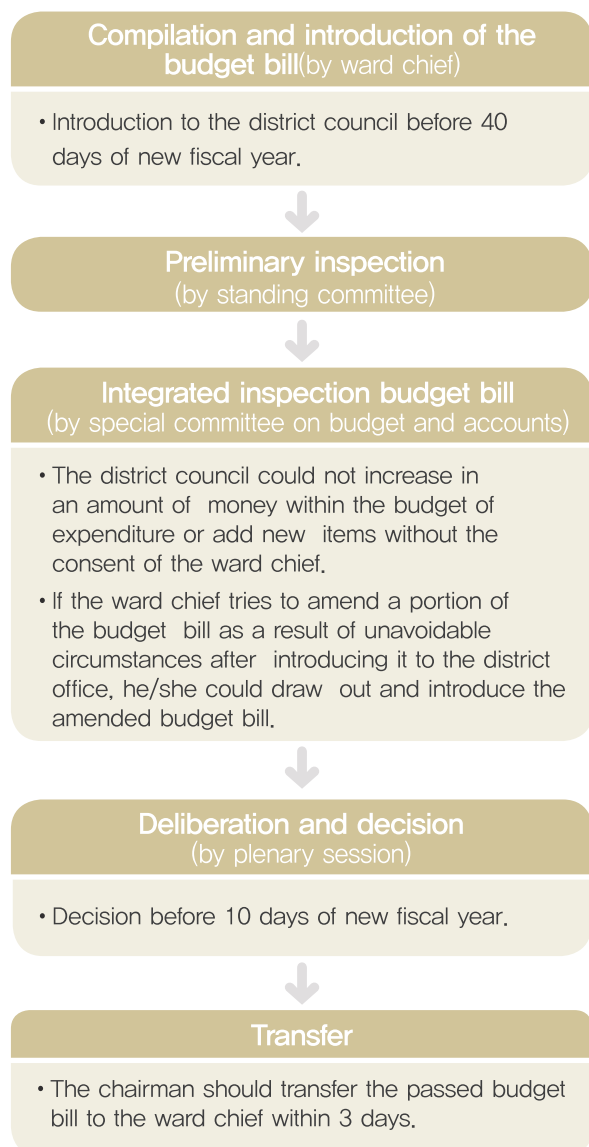 Compilation and introduction of the
budget bill(by ward chief)
• Introduction to the district council before 40
days of new fiscal year.
Preliminary inspection
(by standing committee)
Integrated inspection budget bill
(by special committee on budget and accounts)
• The district council could not increase in
an amount of money within the budget of
expenditure or add new items without the
consent of the ward chief.
• If the ward chief tries to amend a portion of
the budget bill as a result of unavoidable
circumstances after introducing it to the district
office, he/she could draw out and introduce the
amended budget bill.
Deliberation and decision
(by plenary session)
• Decision before 10 days of new fiscal year.
Transfer
• The chairman should transfer the passed budget
bill to the ward chief within 3 days.